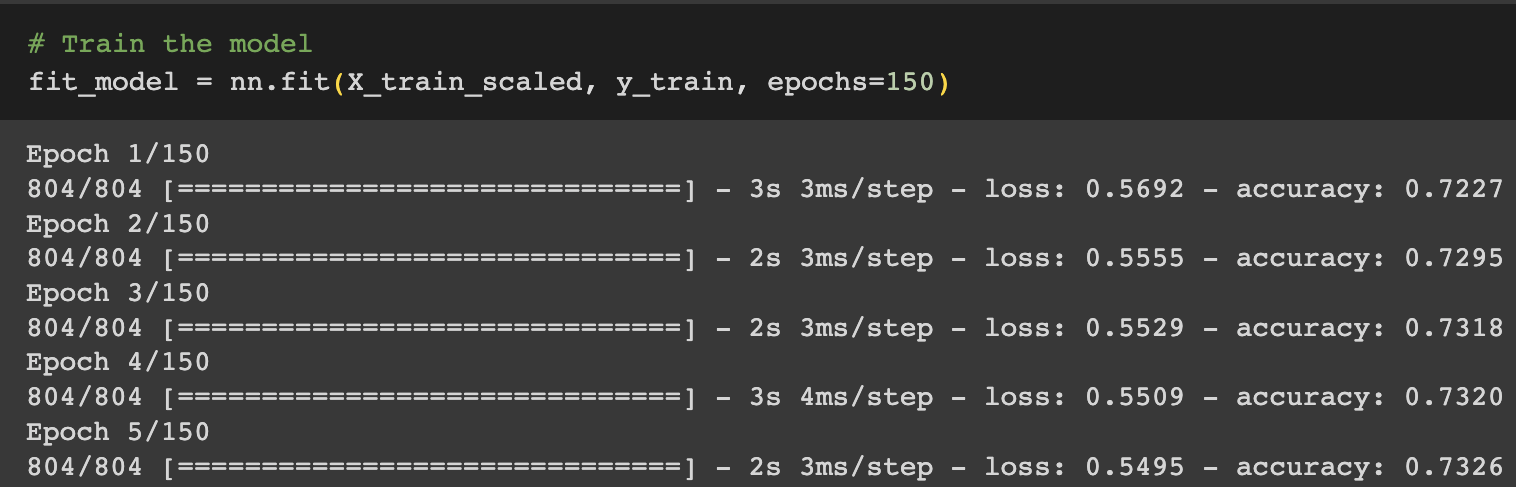 # Train the model
fit_model = nn.fit(X_train_scaled, y_train, epochs=150)
Epoch 1/150
804/804 [==============================] - 3s 3ms/step - loss: 0.5692 - accuracy: 0.7227
Epoch 2/150
804/804 [==============================] - 2s 3ms/step - loss: 0.5555 - accuracy: 0.7295
Epoch 3/150
804/804 [==============================] - 2s 3ms/step - loss: 0.5529 - accuracy: 0.7318
Epoch 4/150
804/804 [==============================] - 3s 4ms/step - loss: 0.5509 - accuracy: 0.7320
Epoch 5/150
804/804 [==============================] - 2s 3ms/step - loss: 0.5495 - accuracy: 0.7326